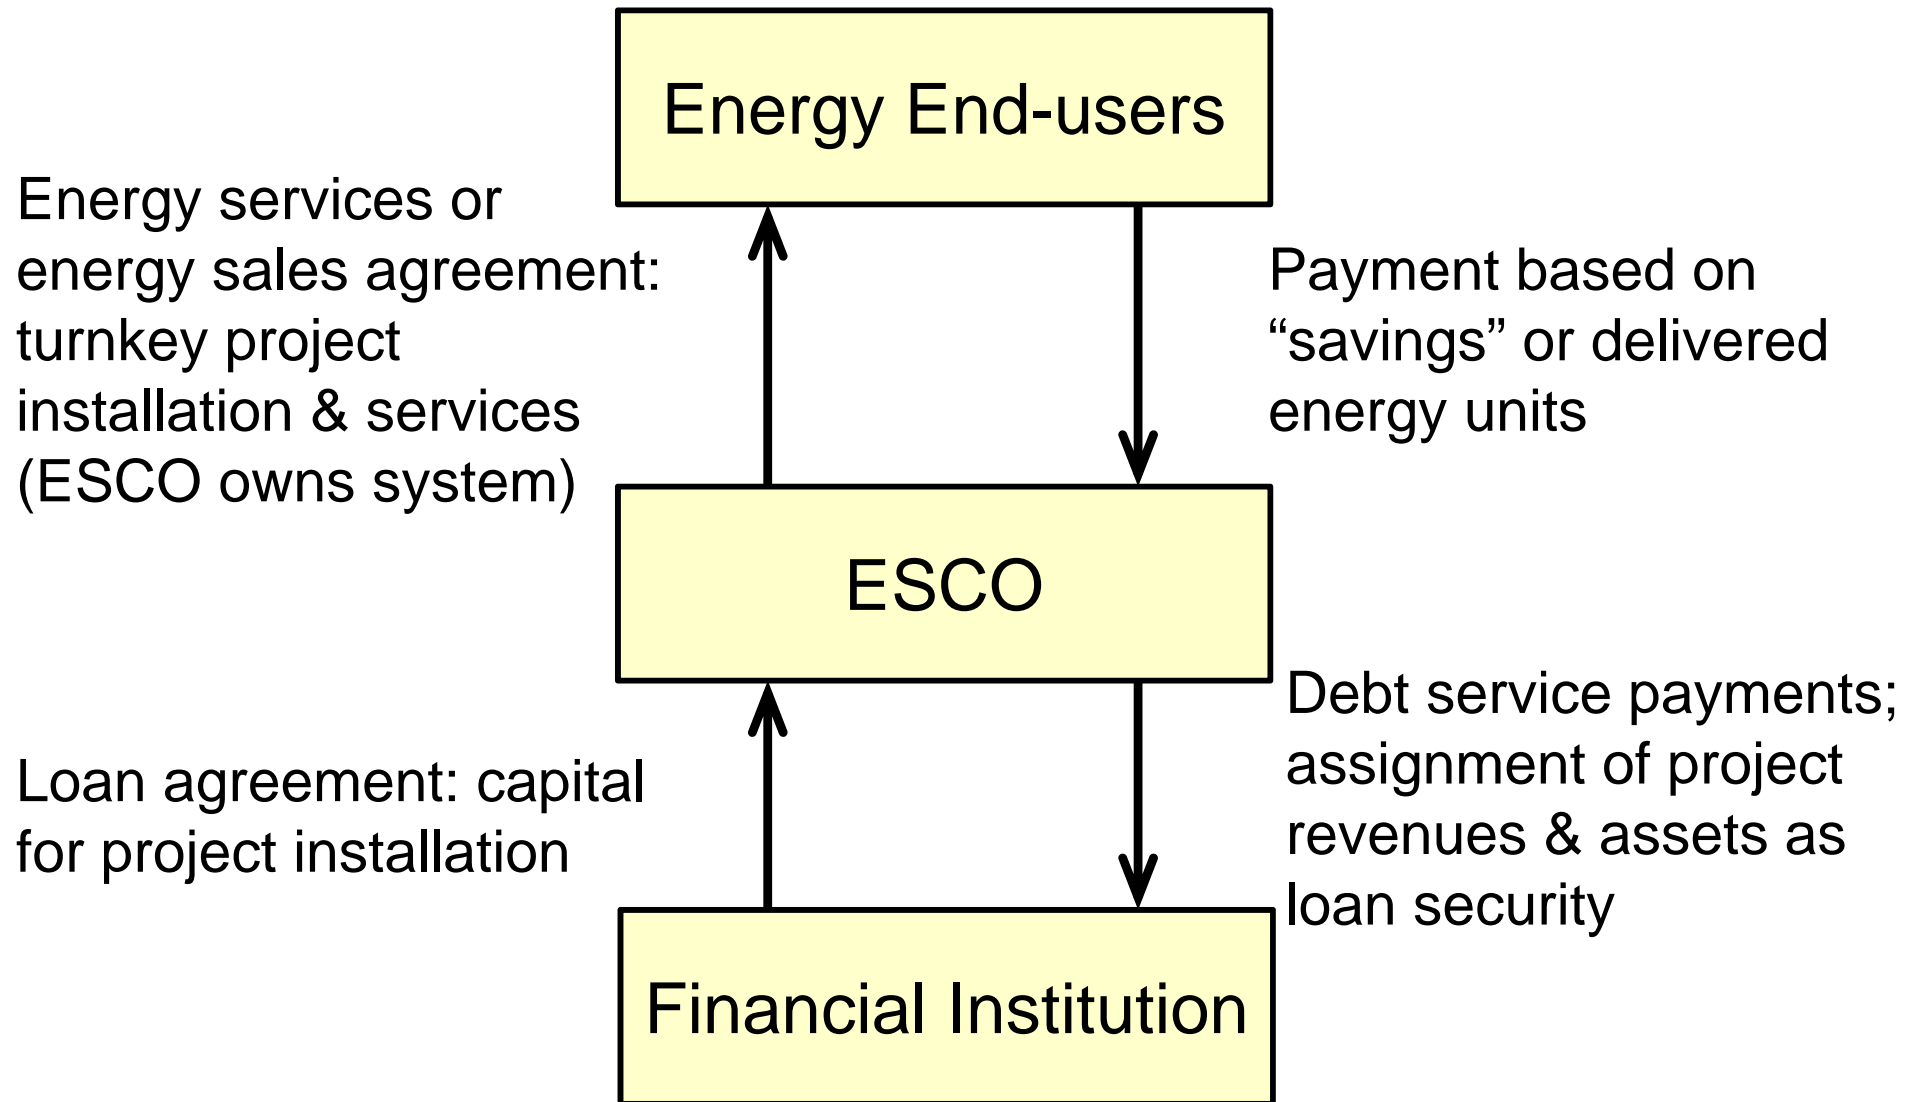 Energy End-users
Energy services or
energy sales agreement:
turnkey project
installation & services
(ESCO owns system)
Payment based on
“savings” or delivered
energy units
ESCO
Loan agreement: capital
for project installation
Debt service payments;
assignment of project
revenues & assets as
loan security
Financial Institution